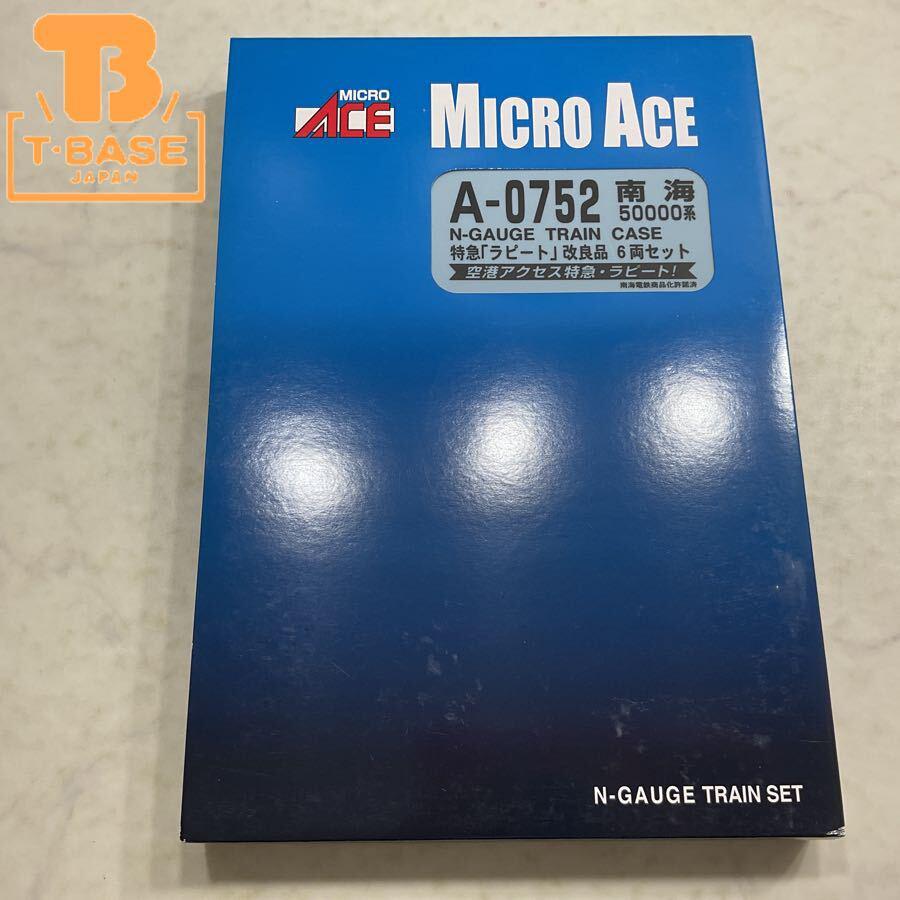 TB
T·BASE
JAPAN
MICRO
ACE
MICRO ACE
A-0752 南海
50000系
N-GAUGE TRAIN CASE
特急「ラピート」改良品 6両セット
空港アクセス特急・ラピート!
南海電鉄商品化許諾済
N-GAUGE TRAIN SET